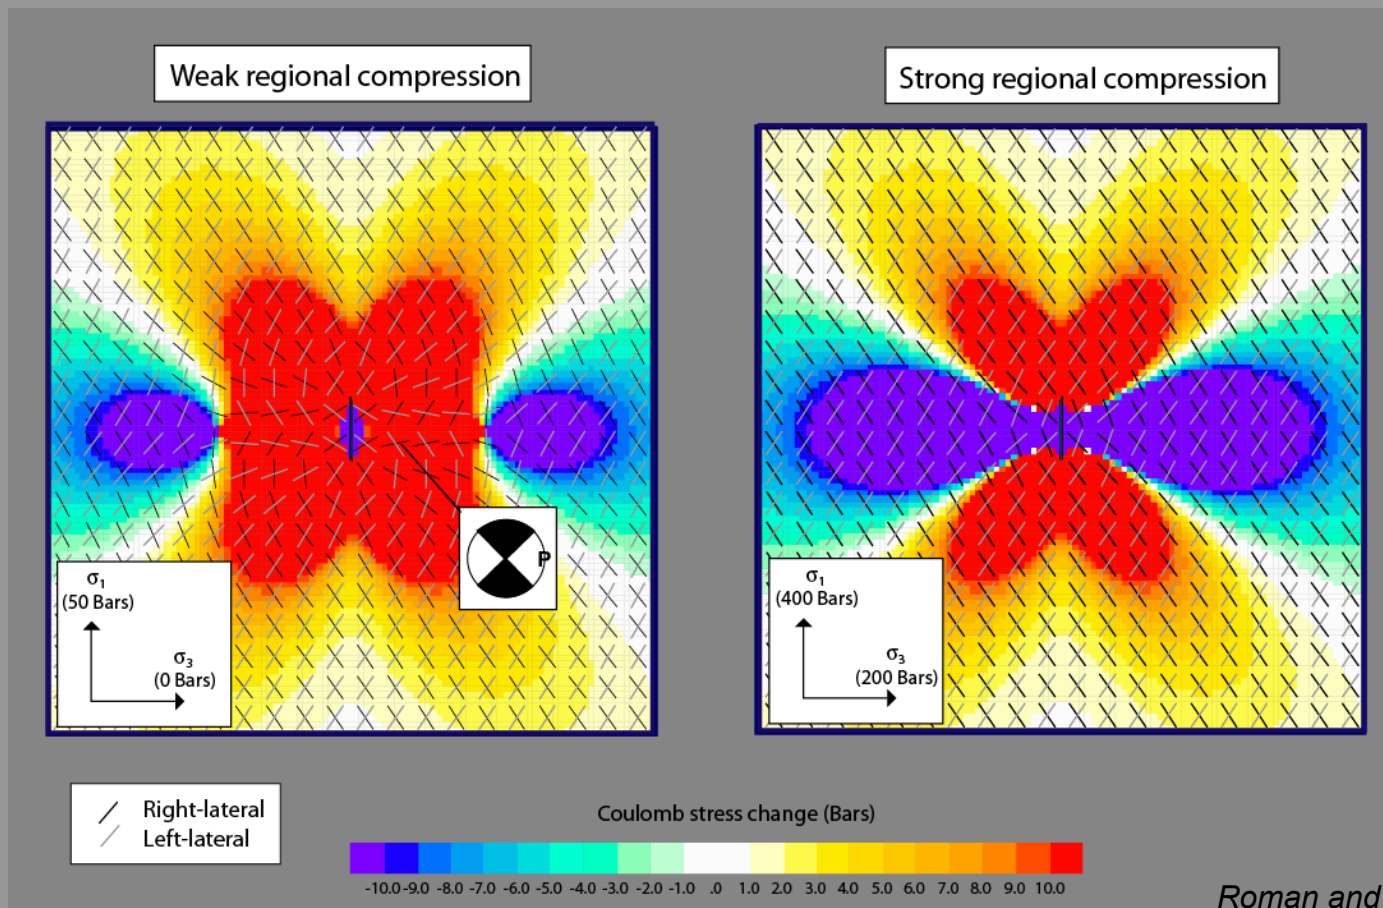 Weak regional compression
Strong regional compression
P
σ1
(50 Bars)
σ3
(0 Bars)
σ1
(400 Bars)
σ3
(200 Bars)
Right-lateral
Left-lateral
Coulomb stress change (Bars)
-10.0 -9.0 -8.0 -7.0 -6.0 -5.0 -4.0 -3.0 -2.0 -1.0 .0 1.0 2.0 3.0 4.0 5.0 6.0 7.0 8.0 9.0 10.0
Roman and